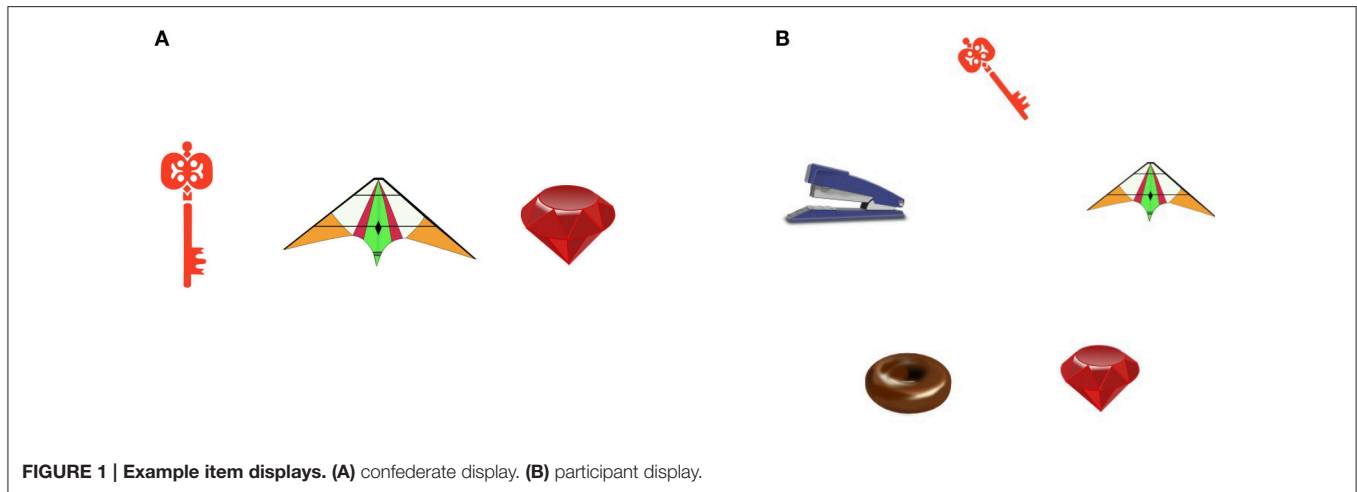 A
B
FIGURE 1 | Example item displays. (A) confederate display. (B) participant display.